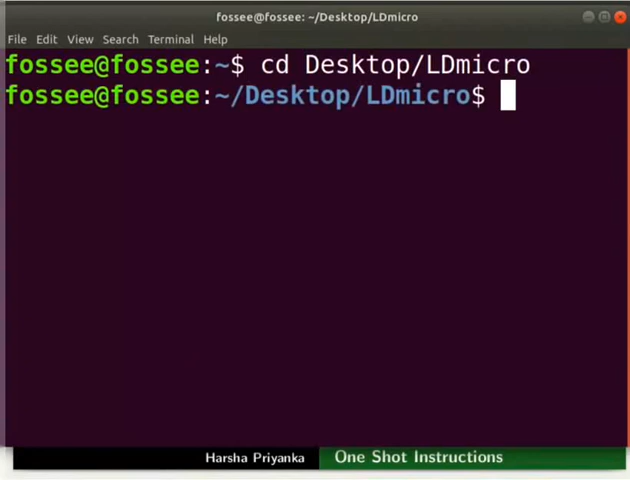 fossee@fossee: ~/Desktop/LDmicro
File Edit View Search Terminal Help
fossee@fossee:~$ cd Desktop/LDmicro
fossee@fossee:~/Desktop/LDmicro$
Harsha Priyanka One Shot Instructions